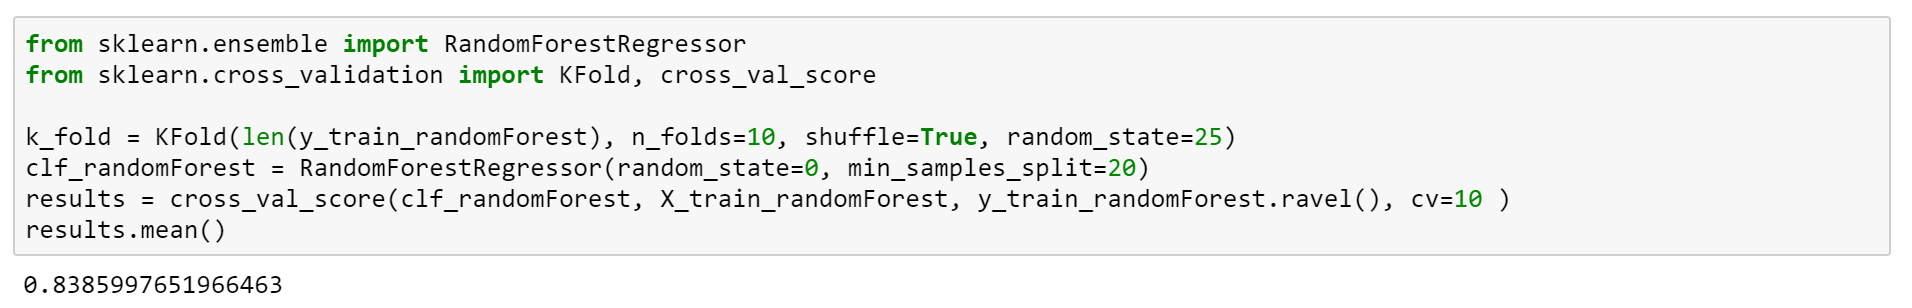 from sklearn.ensemble import RandomForestRegressor
from sklearn.cross_validation import KFold, cross_val_score
k_fold = KFold(len(y_train_randomForest), n_folds=10, shuffle=True, random_state=25)
clf_randomForest = RandomForestRegressor(random_state=0, min_samples_split=20)
results = cross_val_score(clf_randomForest, X_train_randomForest, y_train_randomForest.ravel(), cv=10 )
results.mean()
0.8385997651966463